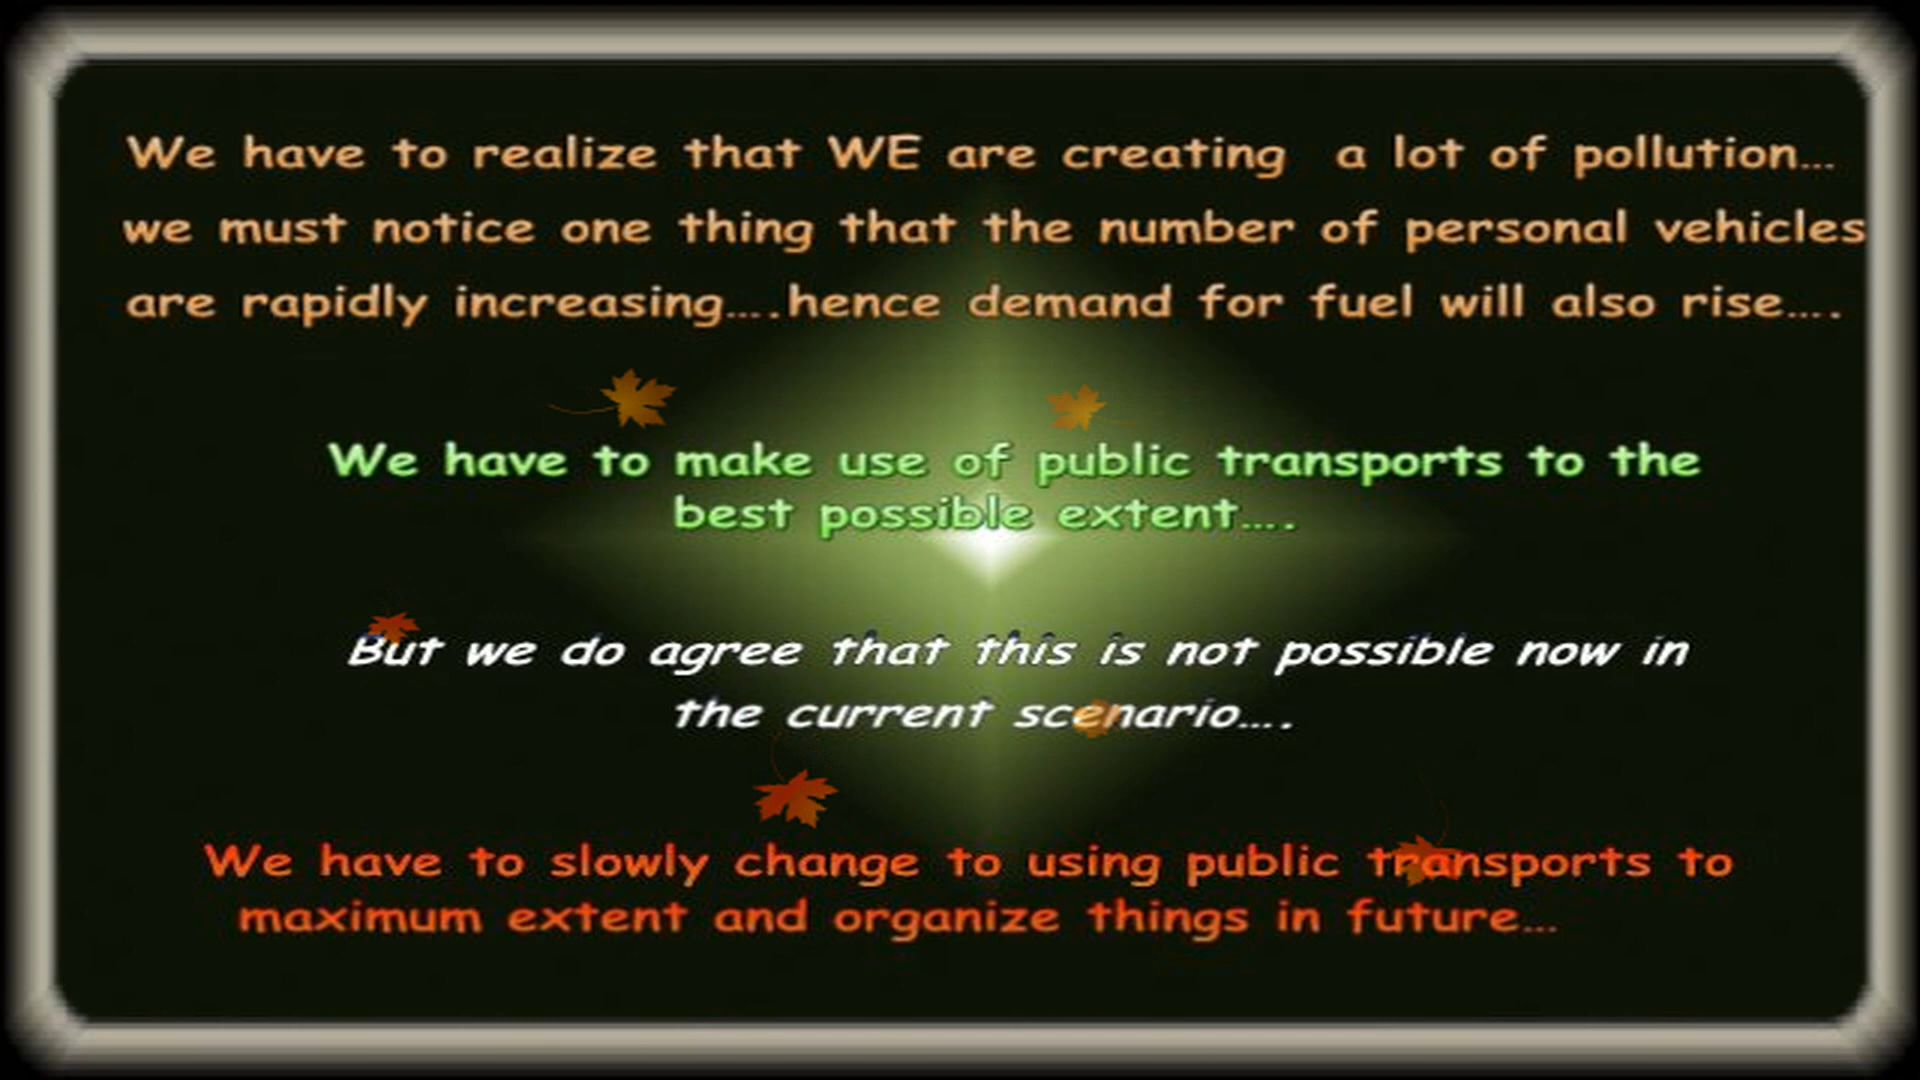 We have to realize that WE are creating a lot of pollution...
we must notice one thing that the number of personal vehicles
are rapidly increasing....hence demand for fuel will also rise....
We have to make use of public transports to the
best possible extent....
But we do agree that this is not possible now in
the current scenario....
We have to slowly change to using public transports to
maximum extent and organize things in future...